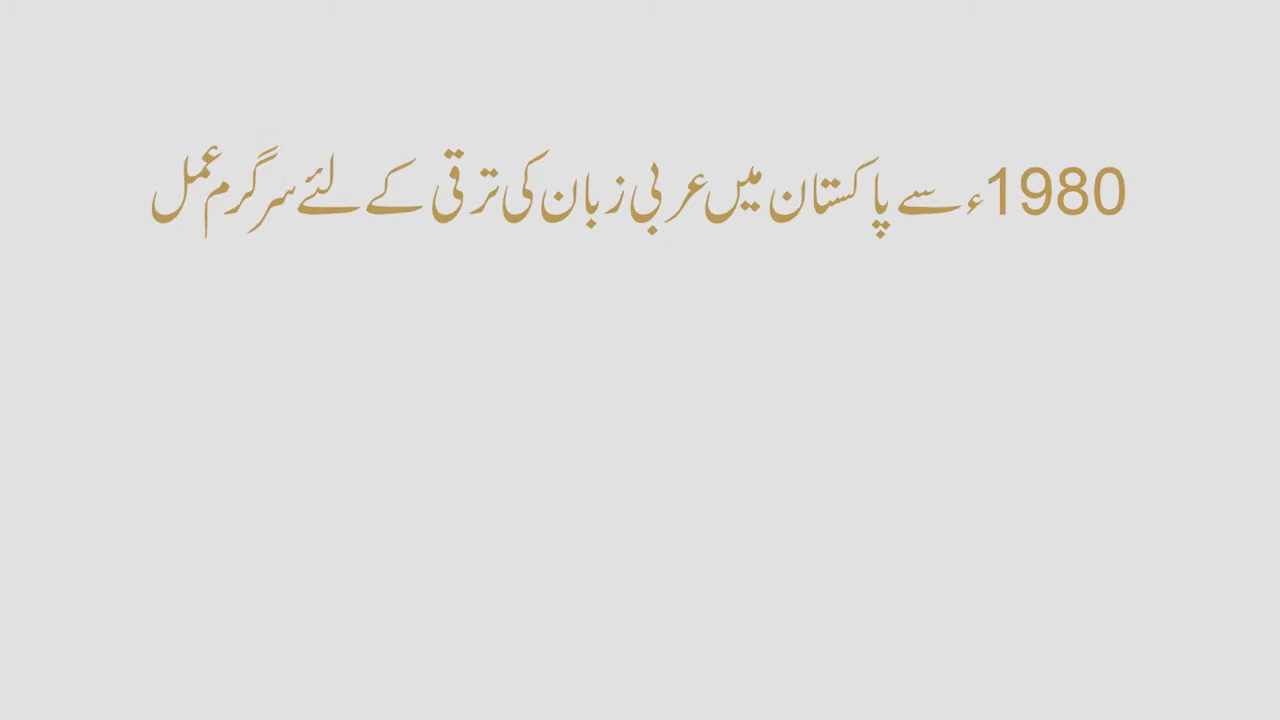 1980ء سے پاکستان میں عربی زبان کی ترقی کے لئے سرگرم عمل